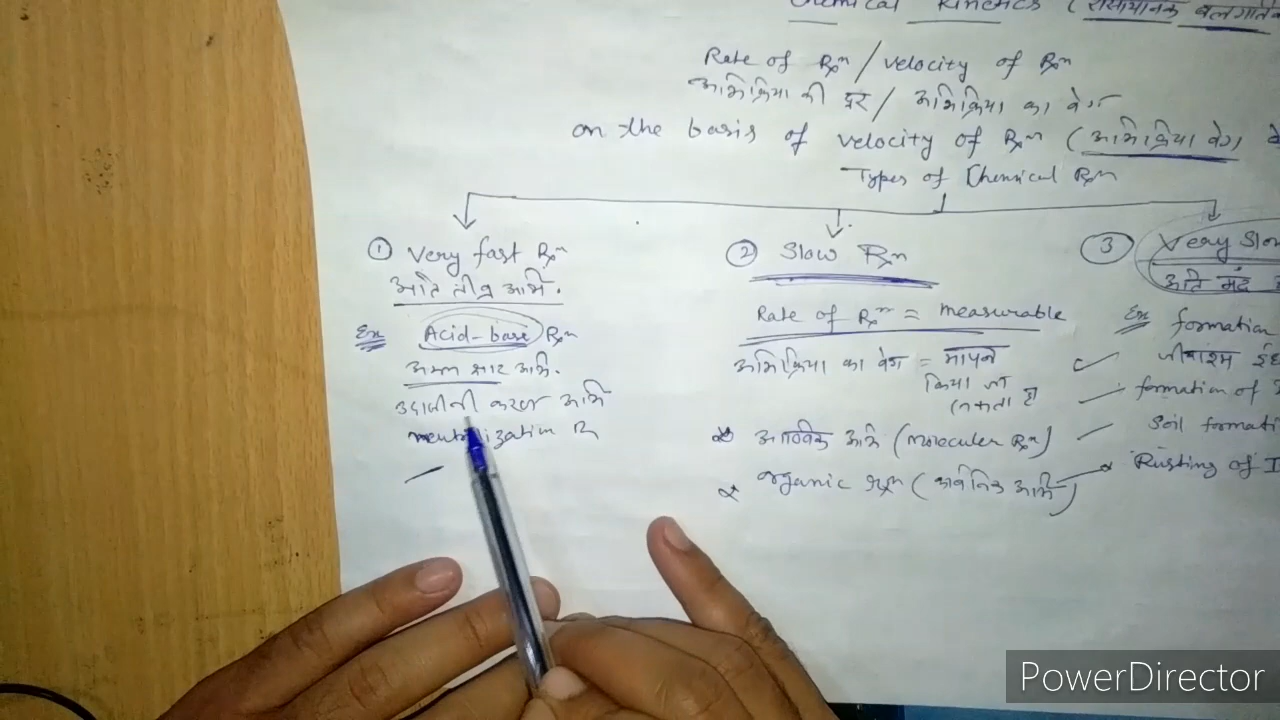 Chemical Kinetics (रासायनिक बलगतिक
Rate of Rxn / velocity of Rxn
अभिक्रिया की दर / अभिक्रिया का वेग
on the basis of velocity of Rxn (अभिक्रिया वेग के
Types of Chemical Rxn
① Very fast Rxn
अति तीव्र अभि.
Ex Acid-base Rxn
अम्ल क्षार अभि.
उदासीनी करण अभि
neutralization R
② Slow Rxn
Rate of Rxn = measurable
अभिक्रिया का वेग = मापने
किया जा
सकता है
आण्विक अभि (moleculer Rxn)
organic Rxn (कार्बनिक अभि)
③ Very Slow
अति मंद
Ex formation
जीवाश्म ईंध
formation of
Soil formati
Rusting of I
PowerDirector